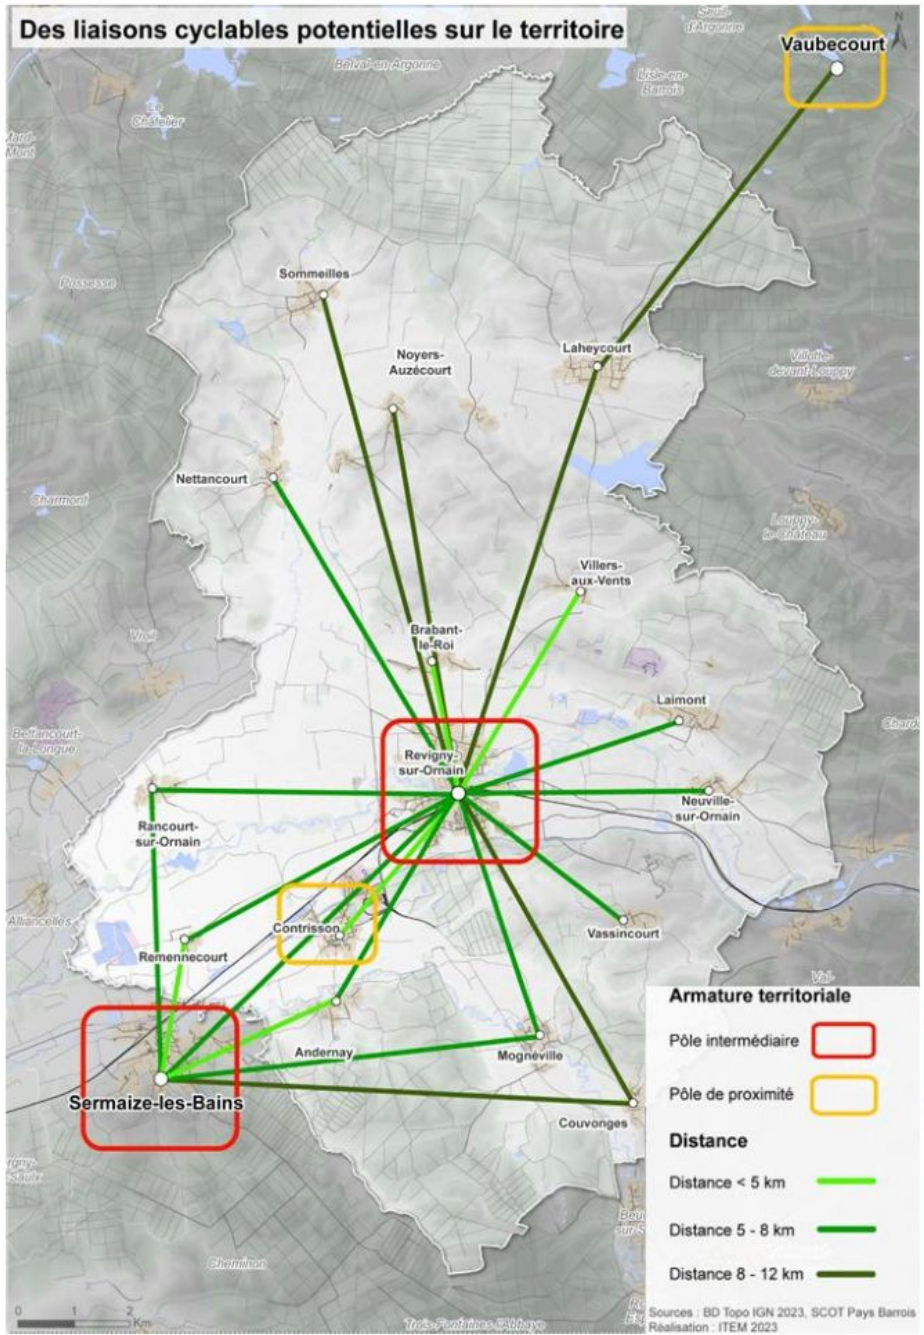 Des liaisons cyclables potentielles sur le territoire
Seuil-
d'Argonne
N
Vaubecourt
Belval-en-Argonne
Lisle-en-
Barrois
Le
Châtelier
Sommeilles
Possesse
Noyers-
Auzécourt
Laheycourt
Villotte-
devant-Louppy
Nettancourt
Charmont
Louppy-
le-Château
Villers-
aux-Vents
Brabant-
le-Roi
Vroil
Laimont
Bettancourt-
la-Longue
Revigny-
sur-Ornain
Neuville-
sur-Ornain
Rancourt-
sur-Ornain
Alliancelles
Contrisson
Vassincourt
Remennecourt
Val-
Andernay
Mognéville
Sermaize-les-Bains
Couvonges
Cheminon
Trois-Fontaines-l'Abbaye
Armature territoriale
Pôle intermédiaire
Pôle de proximité
Distance
Distance < 5 km
Distance 5 - 8 km
Distance 8 - 12 km
0 1 2
Km
Sources : BD Topo IGN 2023, SCOT Pays Barrois
Réalisation : ITEM 2023